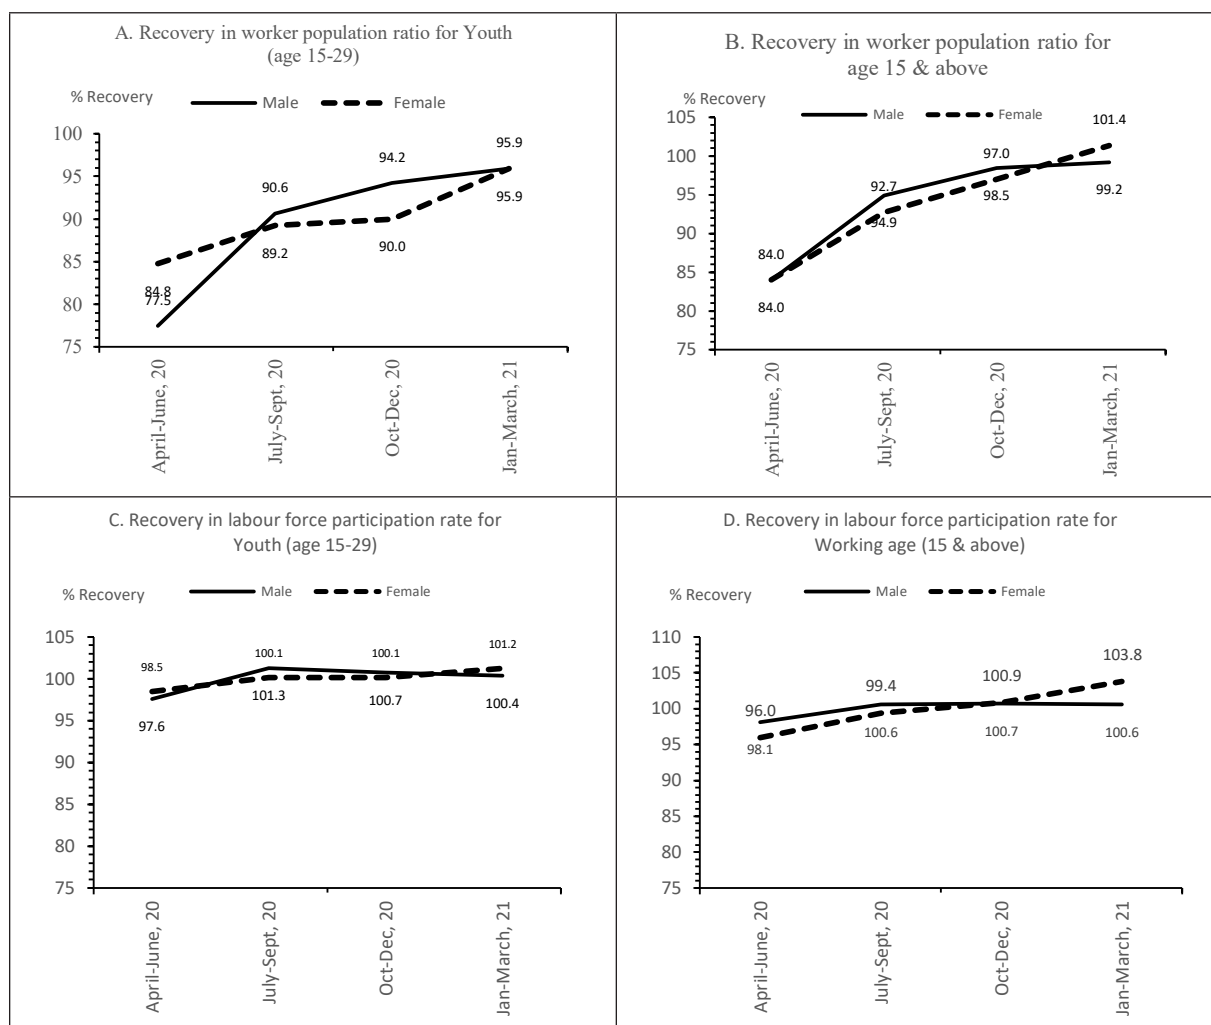 A. Recovery in worker population ratio for Youth
(age 15-29)
% Recovery
Male
Female
100
95
90
85
80
75
95.9
94.2
90.6
95.9
90.0
89.2
84.8
77.5
April-June, 20
July-Sept, 20
Oct-Dec, 20
Jan-March, 21
B. Recovery in worker population ratio for
age 15 & above
% Recovery
Male
Female
105
100
95
90
85
80
75
101.4
97.0
92.7
99.2
98.5
94.9
84.0
84.0
April-June, 20
July-Sept, 20
Oct-Dec, 20
Jan-March, 21
C. Recovery in labour force participation rate for
Youth (age 15-29)
% Recovery
Male
Female
105
100
95
90
85
80
75
98.5
100.1
100.1
101.2
97.6
101.3
100.7
100.4
April-June, 20
July-Sept, 20
Oct-Dec, 20
Jan-March, 21
D. Recovery in labour force participation rate for
Working age (15 & above)
% Recovery
Male
Female
110
105
100
95
90
85
80
75
96.0
99.4
100.9
103.8
98.1
100.6
100.7
100.6
April-June, 20
July-Sept, 20
Oct-Dec, 20
Jan-March, 21